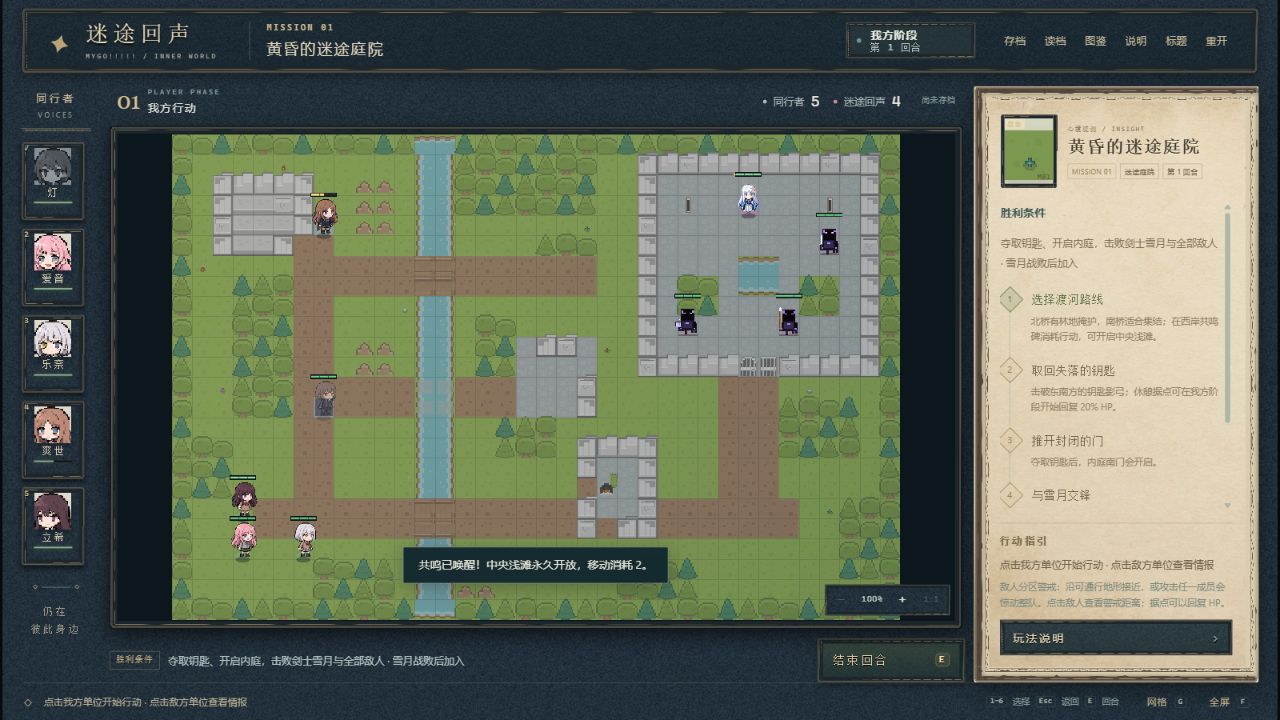 迷途回声
MYGO!!!!! / INNER WORLD
MISSION 01
黄昏的迷途庭院
我方阶段
第 1 回合
存档 读档 图鉴 说明 标题 重开
同行者
VOICES
1
灯
2
爱音
3
乐奈
4
爽世
5
立希
仍在
彼此身边
01
PLAYER PHASE
我方行动
同行者 5
迷途回声 4
尚未存档
共鸣已唤醒！中央浅滩永久开放，移动消耗 2。
100% + 1:1
胜利条件
夺取钥匙、开启内庭，击败剑士雪月与全部敌人 · 雪月战败后加入
结束回合 E
/ INSIGHT
黄昏的迷途庭院
MISSION 01 迷途庭院 第 1 回合
胜利条件
夺取钥匙、开启内庭，击败剑士雪月与全部敌人
· 雪月战败后加入
1 选择渡河路线
北桥有林地掩护，南桥适合集结；在西岸共鸣
碑消耗行动，可开启中央浅滩。
2 取回失落的钥匙
击破东南方的钥匙影弓；休憩据点可在我方阶
段开始回复 20% HP。
3 推开封闭的门
夺取钥匙后，内庭南门会开启。
4 与雪月交锋
行动指引
点击我方单位开始行动 · 点击敌方单位查看情报
敌人分区警戒：沿可通行地形接近，或攻击任一成员会
惊动整队。点击敌人查看警戒距离；据点可以回复 HP。
玩法说明 ›
点击我方单位开始行动 · 点击敌方单位查看情报
1-6 选择 Esc 返回 E 回合 网格 G 全屏 F